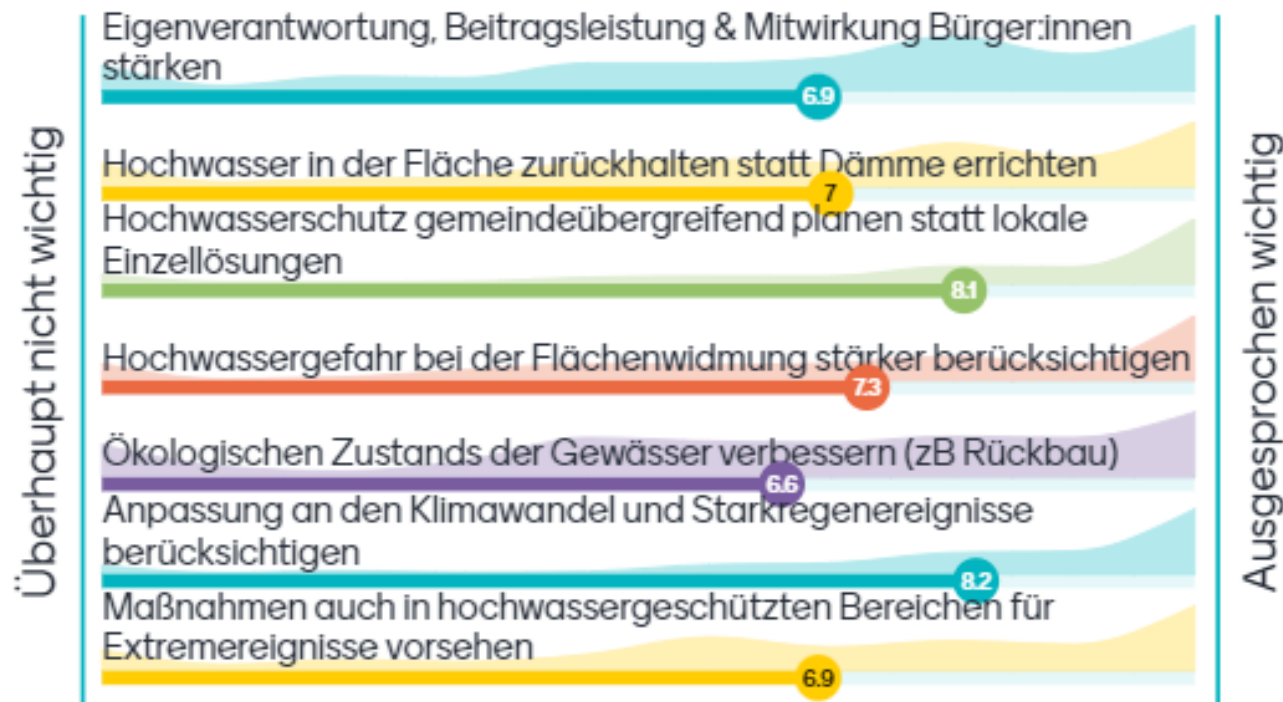 Überhaupt nicht wichtig
Eigenverantwortung, Beitragsleistung & Mitwirkung Bürger:innen
stärken
6.9
Hochwasser in der Fläche zurückhalten statt Dämme errichten
7
Hochwasserschutz gemeindeübergreifend planen statt lokale
Einzellösungen
8.1
Hochwassergefahr bei der Flächenwidmung stärker berücksichtigen
7.3
Ökologischen Zustands der Gewässer verbessern (zB Rückbau)
6.6
Anpassung an den Klimawandel und Starkregenereignisse
berücksichtigen
8.2
Maßnahmen auch in hochwassergeschützten Bereichen für
Extremereignisse vorsehen
6.9
Ausgesprochen wichtig